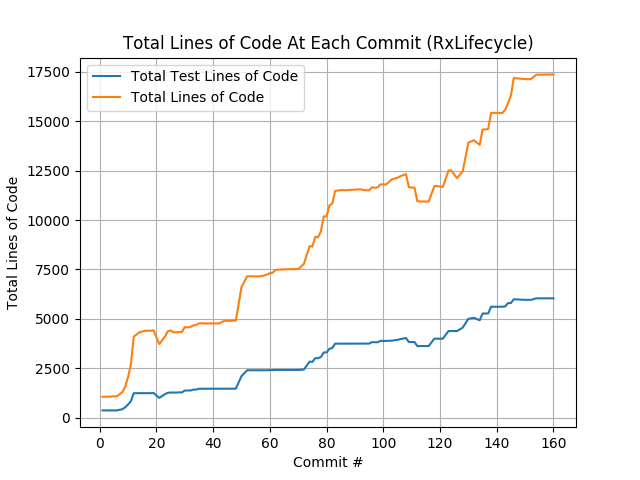 Total Lines of Code At Each Commit (RxLifecycle)
Total Test Lines of Code
Total Lines of Code
Total Lines of Code
17500
15000
12500
10000
7500
5000
2500
0
0 20 40 60 80 100 120 140 160
Commit #